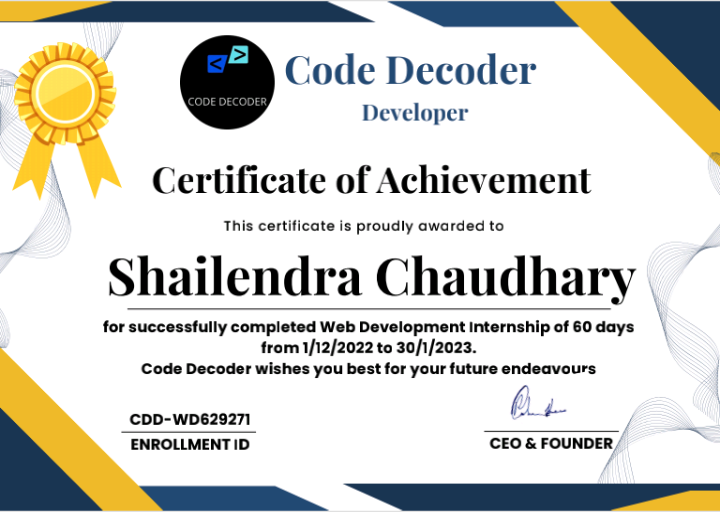 < >
CODE DECODER
Code Decoder
Developer
Certificate of Achievement
This certificate is proudly awarded to
Shailendra Chaudhary
for successfully completed Web Development Internship of 60 days
from 1/12/2022 to 30/1/2023.
Code Decoder wishes you best for your future endeavours
CDD-WD629271
ENROLLMENT ID
CEO & FOUNDER